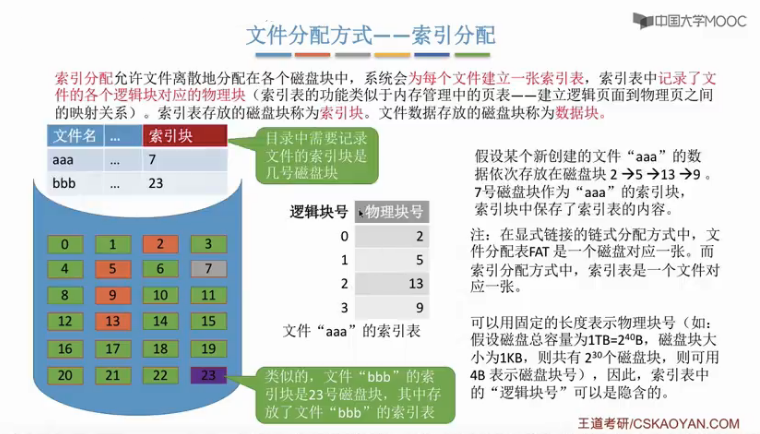 中国大学MOOC
文件分配方式——索引分配
索引分配允许文件离散地分配在各个磁盘块中，系统会为每个文件建立一张索引表，索引表中记录了文
件的各个逻辑块对应的物理块（索引表的功能类似于内存管理中的页表——建立逻辑页面到物理页之间
的映射关系）。索引表存放的磁盘块称为索引块。文件数据存放的磁盘块称为数据块。
文件名 ... 索引块
aaa ... 7
bbb ... 23
目录中需要记录
文件的索引块是
几号磁盘块
0 1 2 3
4 5 6 7
8 9 10 11
12 13 14 15
16 17 18 19
20 21 22 23
逻辑块号 物理块号
0 2
1 5
2 13
3 9
文件“aaa”的索引表
类似的，文件“bbb”的索
引块是23号磁盘块，其中存
放了文件“bbb”的索引表
假设某个新创建的文件“aaa”的数
据依次存放在磁盘块 2→5→13→9 。
7号磁盘块作为“aaa”的索引块，
索引块中保存了索引表的内容。
注：在显式链接的链式分配方式中，文
件分配表FAT 是一个磁盘对应一张。而
索引分配方式中，索引表是一个文件对
应一张。
可以用固定的长度表示物理块号（如：
假设磁盘总容量为1TB=2⁴⁰B，磁盘块大
小为1KB，则共有 2³⁰个磁盘块，则可用
4B 表示磁盘块号），因此，索引表中
的“逻辑块号”可以是隐含的。
王道考研/CSKAOYAN.COM